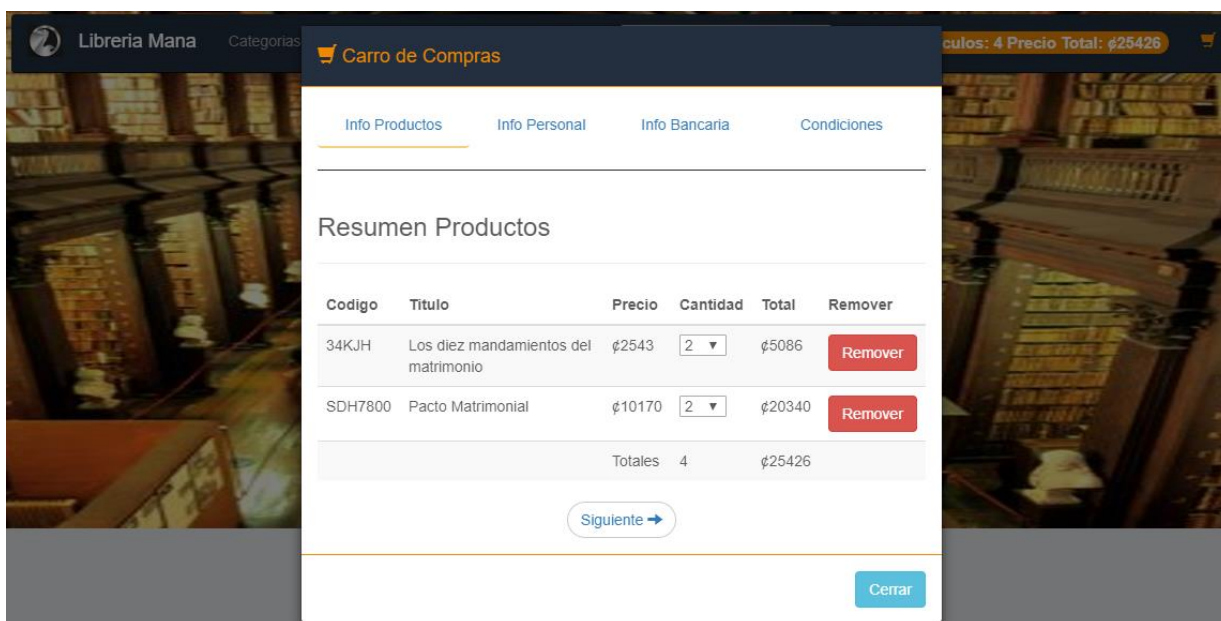 Libreria Mana
Categorias
culos: 4 Precio Total: ₡25426
Carro de Compras
Info Productos Info Personal Info Bancaria Condiciones
Resumen Productos
Codigo Titulo Precio Cantidad Total Remover
34KJH Los diez mandamientos del ₡2543 2 ₡5086 Remover
matrimonio
SDH7800 Pacto Matrimonial ₡10170 2 ₡20340 Remover
Totales 4 ₡25426
Siguiente ➔
Cerrar